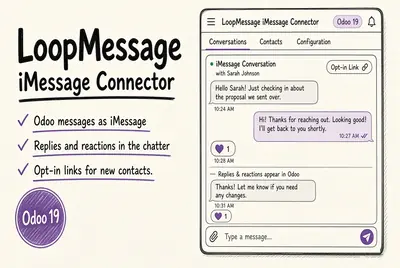 LoopMessage
iMessage Connector
Odoo messages as iMessage
Replies and reactions in the chatter
Opt-in links for new contacts.
Odoo 19
LoopMessage iMessage Connector
Odoo 19
Conversations
Contacts
Configuration
iMessage Conversation
with Sarah Johnson
Opt-in Link
Hello Sarah! Just checking in about
the proposal we sent over.
10:24 AM
Hi! Thanks for reaching out. Looking good!
I'll get back to you shortly.
10:27 AM
1
10:28 AM
Replies & reactions appear in Odoo
Thanks! Let me know if you need
any changes.
10:31 AM
1
Type a message...